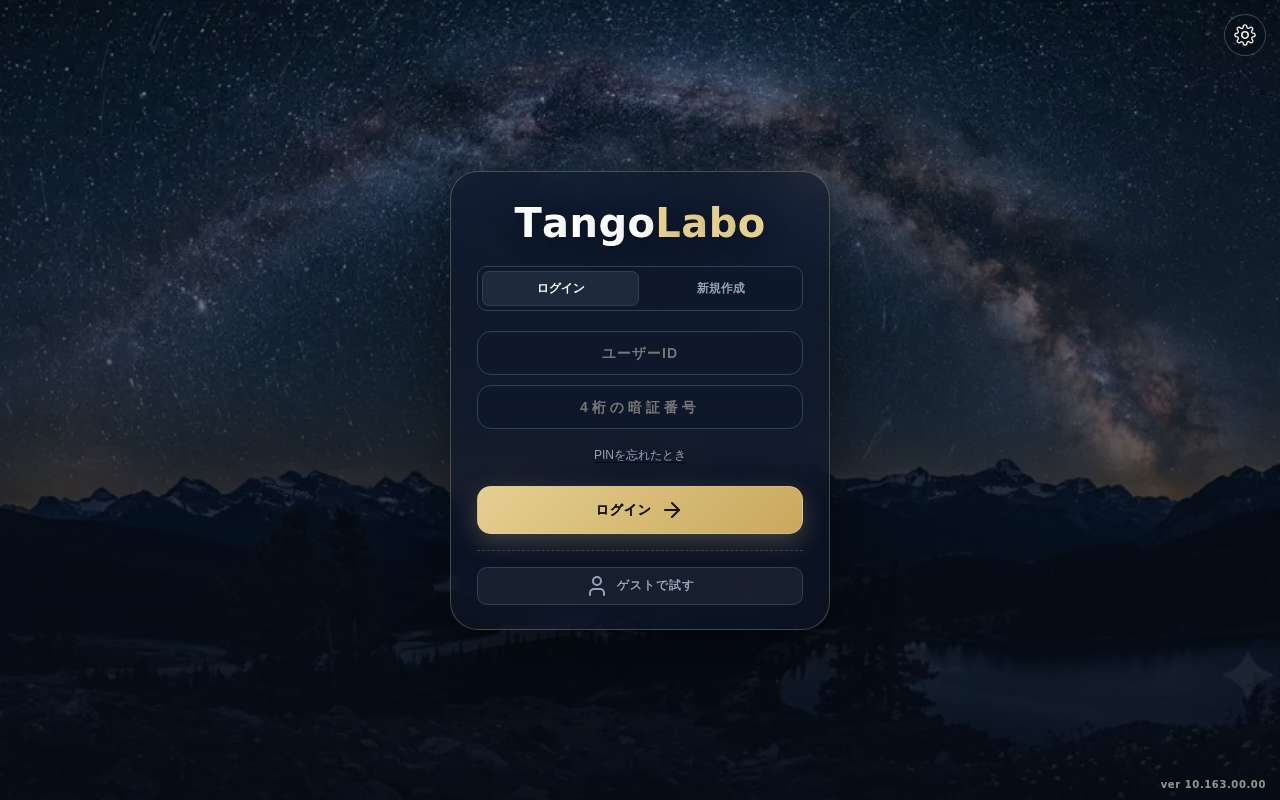 TangoLabo
ログイン
新規作成
ユーザーID
4桁の暗証番号
PINを忘れたとき
ログイン
ゲストで試す
ver 10.163.00.00